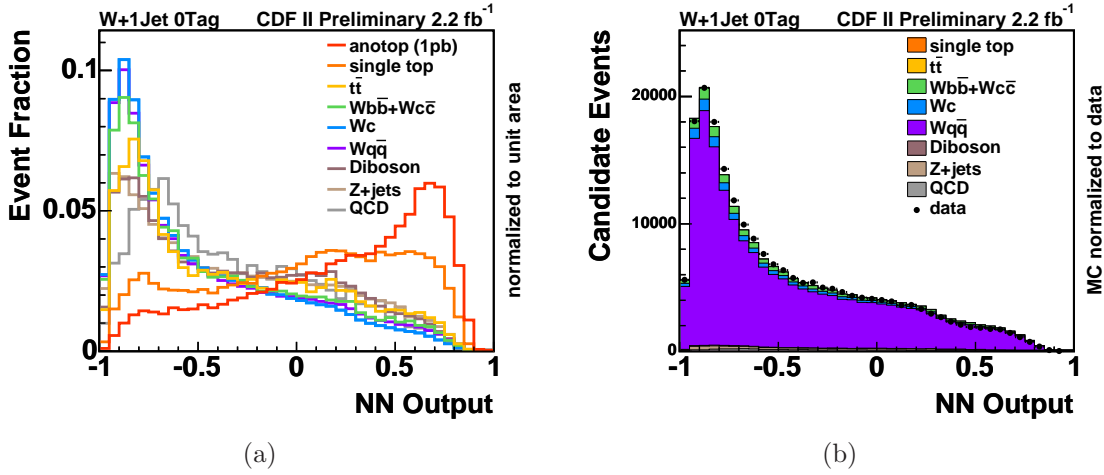 W+1Jet 0Tag CDF II Preliminary 2.2 fb⁻¹
Event Fraction
0.1
0.05
0
anotop (1pb)
single top
tt̅
Wbb̅+Wcc̅
Wc
Wqq̅
Diboson
Z+jets
QCD
normalized to unit area
-1 -0.5 0 0.5 1
NN Output
(a)
W+1Jet 0Tag CDF II Preliminary 2.2 fb⁻¹
Candidate Events
20000
10000
0
single top
tt̅
Wbb̅+Wcc̅
Wc
Wqq̅
Diboson
Z+jets
QCD
data
MC normalized to data
-1 -0.5 0 0.5 1
NN Output
(b)